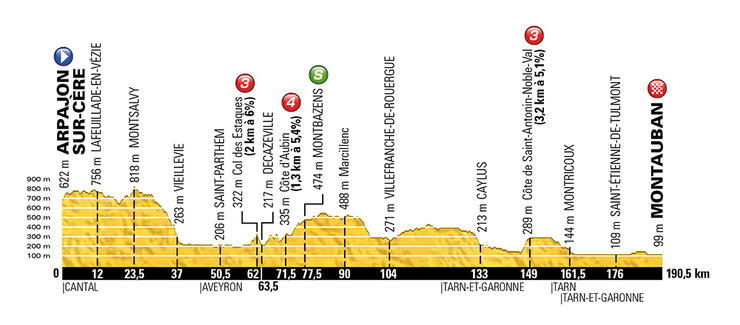 622 m ARPAJON
SUR-CÈRE
756 m LAFEUILLADE-EN-VÉZIE
818 m MONTSALVY
263 m VIEILLEVIE
206 m SAINT-PARTHEM
3
322 m Col des Estaques
(2 km à 6%)
217 m DECAZEVILLE
4
335 m Côte d'Aubin
(1,3 km à 5,4%)
S
474 m MONTBAZENS
488 m Marcillenc
271 m VILLEFRANCHE-DE-ROUERGUE
213 m CAYLUS
3
289 m Côte de Saint-Antonin-Noble-Val
(3,2 km à 5,1%)
144 m MONTRICOUX
109 m SAINT-ÉTIENNE-DE-TULMONT
99 m MONTAUBAN
900 m
800 m
700 m
600 m
500 m
400 m
300 m
200 m
100 m
0 12 23,5 37 50,5 62 71,5 77,5 90 104 133 149 161,5 176 190,5 km
63,5
|CANTAL |AVEYRON |TARN-ET-GARONNE |TARN
|TARN-ET-GARONNE